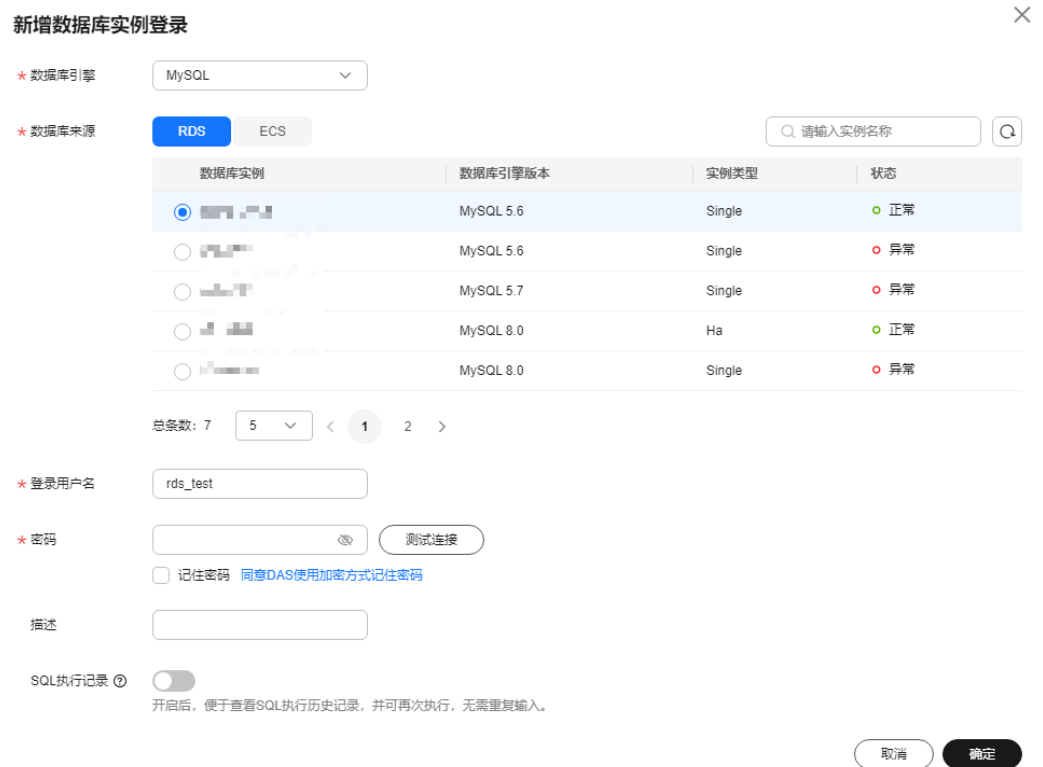 新增数据库实例登录
* 数据库引擎 MySQL
* 数据库来源 RDS ECS 请输入实例名称
数据库实例 数据库引擎版本 实例类型 状态
MySQL 5.6 Single 正常
MySQL 5.6 Single 异常
MySQL 5.7 Single 异常
MySQL 8.0 Ha 正常
MySQL 8.0 Single 异常
总条数：7 5 1 2
* 登录用户名 rds_test
* 密码 测试连接
记住密码 同意DAS使用加密方式记住密码
描述
SQL执行记录
开启后，便于查看SQL执行历史记录，并可再次执行，无需重复输入。
取消 确定